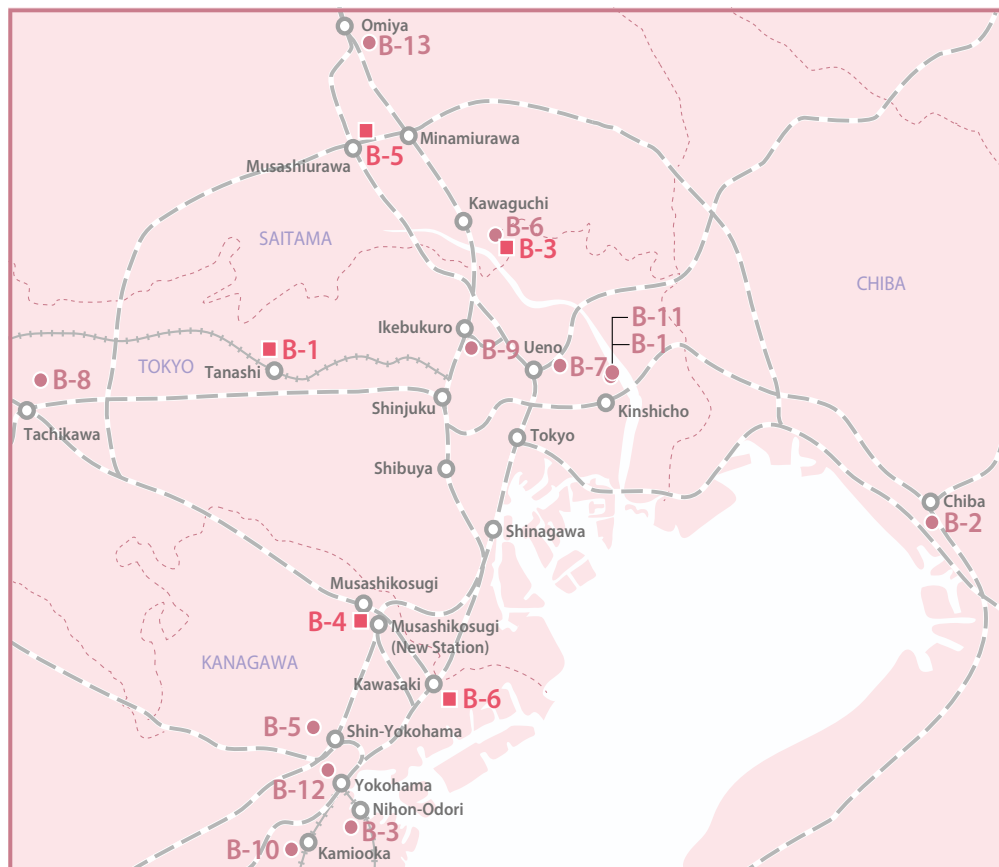 Omiya
B-13
Minamiurawa
B-5
Musashiurawa
Kawaguchi
B-6
B-3
SAITAMA
CHIBA
B-11
Ikebukuro
B-1
Ueno
B-9
B-1
TOKYO
B-7
Tanashi
B-8
Shinjuku
Kinshicho
Tachikawa
Tokyo
Shibuya
Chiba
B-2
Shinagawa
Musashikosugi
B-4
Musashikosugi
(New Station)
KANAGAWA
Kawasaki
B-6
B-5
Shin-Yokohama
B-12
Yokohama
Nihon-Odori
B-3
B-10
Kamiooka